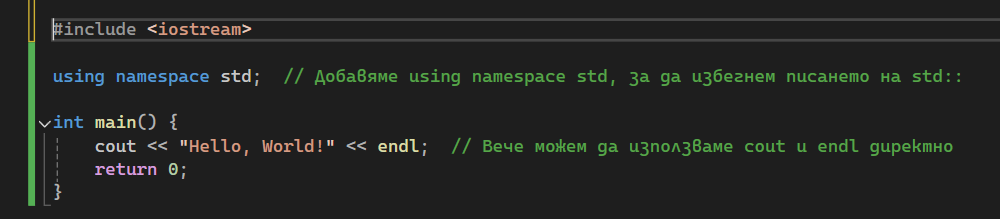 #include <iostream>
using namespace std;  // Добавяме using namespace std, за да избегнем писането на std::
int main() {
    cout << "Hello, World!" << endl;  // Вече можем да използваме cout и endl директно
    return 0;
}